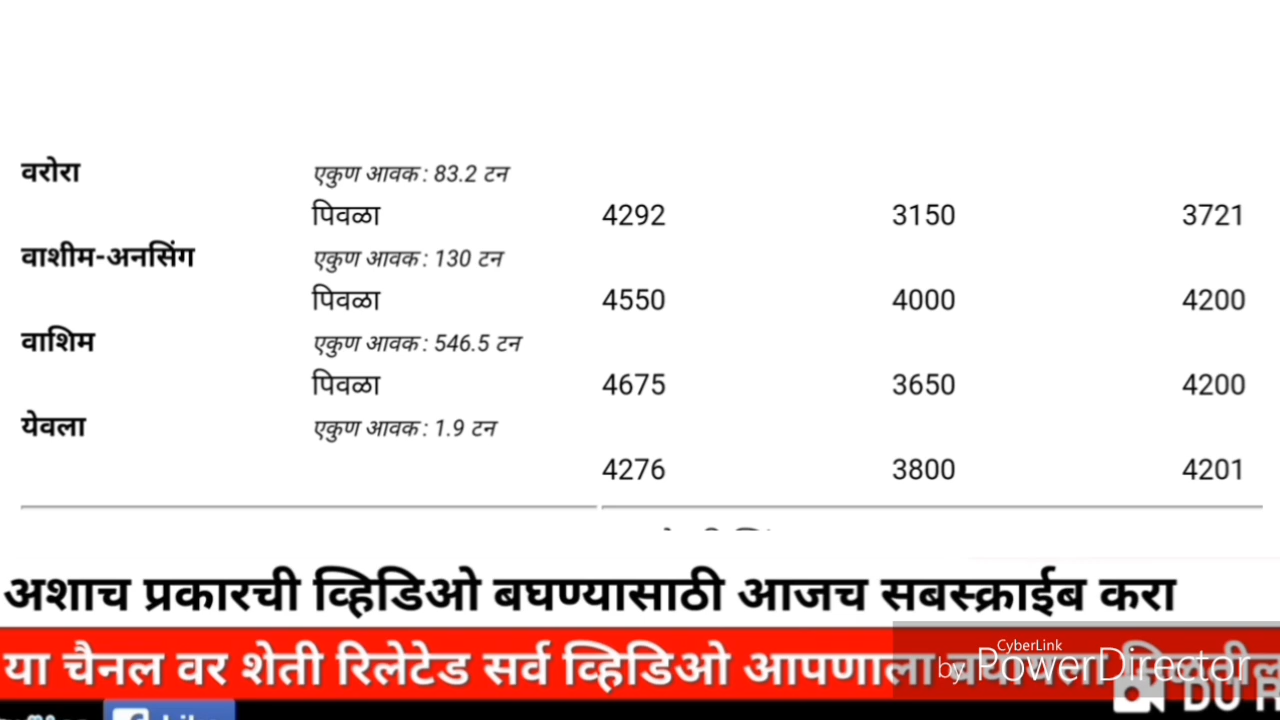 वरोरा एकुण आवक : 83.2 टन
पिवळा 4292 3150 3721
वाशीम-अनसिंग एकुण आवक : 130 टन
पिवळा 4550 4000 4200
वाशिम एकुण आवक : 546.5 टन
पिवळा 4675 3650 4200
येवला एकुण आवक : 1.9 टन
4276 3800 4201
अशाच प्रकारची व्हिडिओ बघण्यासाठी आजच सबस्क्राईब करा
या चैनल वर शेती रिलेटेड सर्व व्हिडिओ आपणाला
CyberLink
by PowerDirector